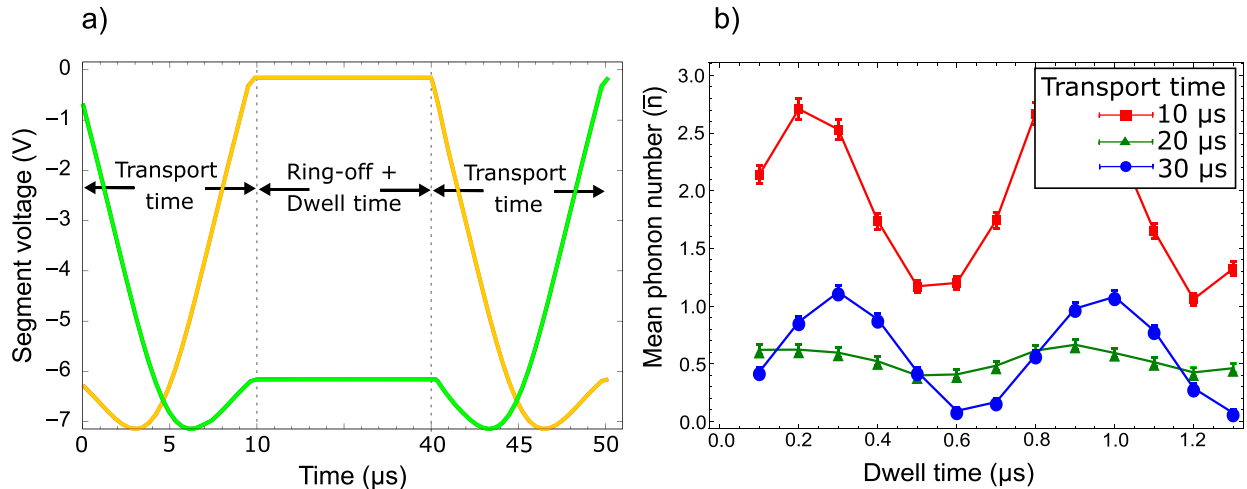 a)
Segment voltage (V)
0
−1
−2
−3
−4
−5
−6
−7
Transport
time
Ring-off +
Dwell time
Transport
time
0
5
10
40
45
50
Time (µs)
b)
Mean phonon number (n̅)
3.0
2.5
2.0
1.5
1.0
0.5
0.0
Transport time
10 µs
20 µs
30 µs
0.0
0.2
0.4
0.6
0.8
1.0
1.2
Dwell time (µs)